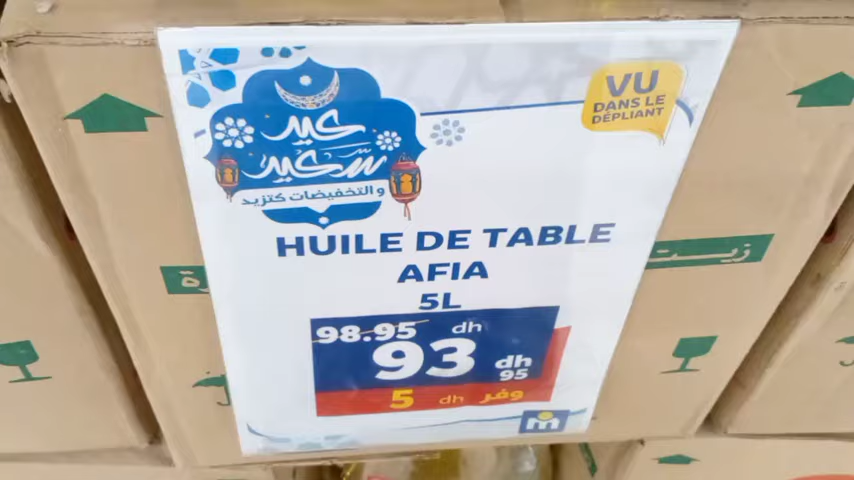 عيد
سعيد
و التخفيضات كتزيد
VU
DANS LE
DÉPLIANT
HUILE DE TABLE
AFIA
5L
98.95 dh
93 dh 95
5 dh وفر
m
زيت